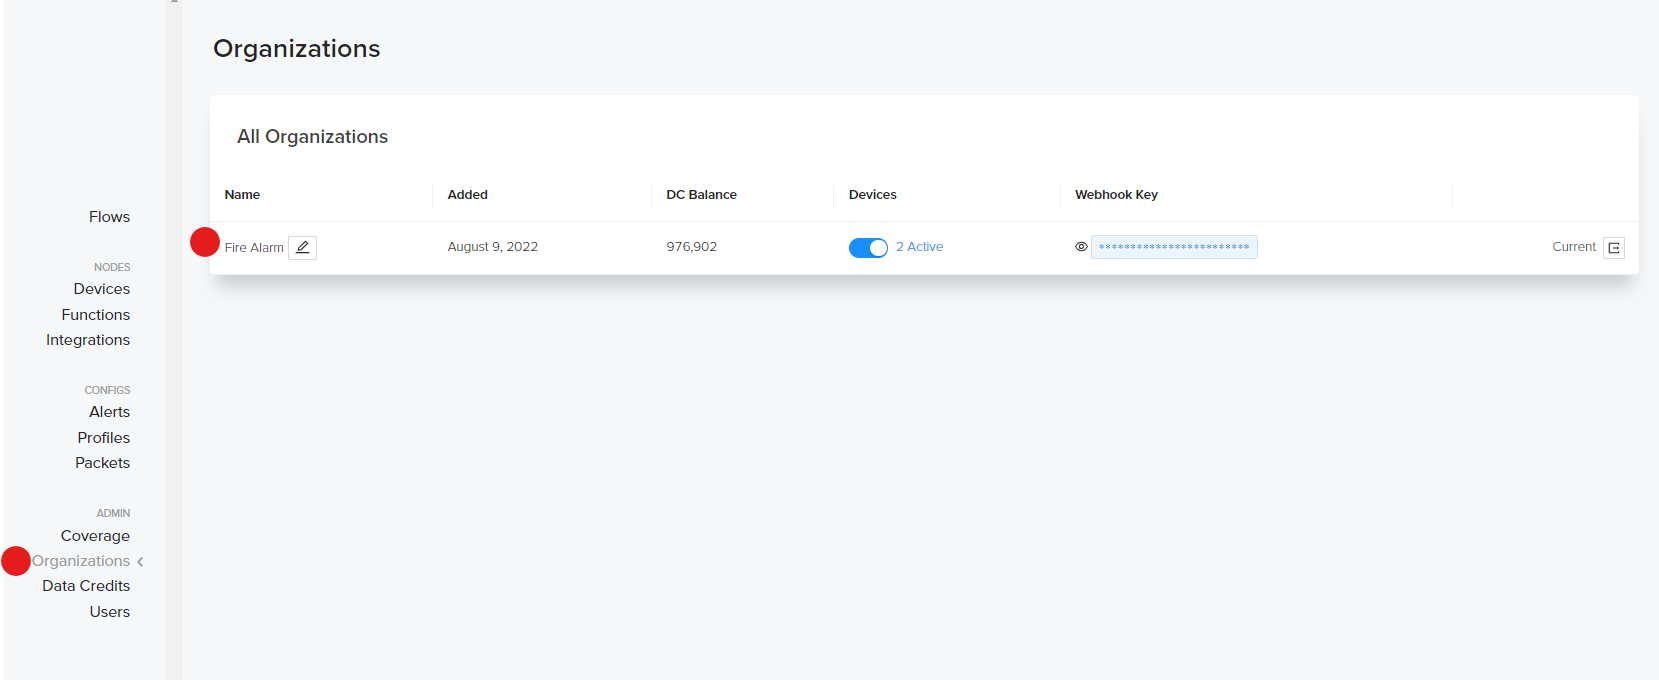 Organizations
All Organizations
Name Added DC Balance Devices Webhook Key
Fire Alarm August 9, 2022 976,902 2 Active ************************ Current
Flows
NODES
Devices
Functions
Integrations
CONFIGS
Alerts
Profiles
Packets
ADMIN
Coverage
Organizations
Data Credits
Users